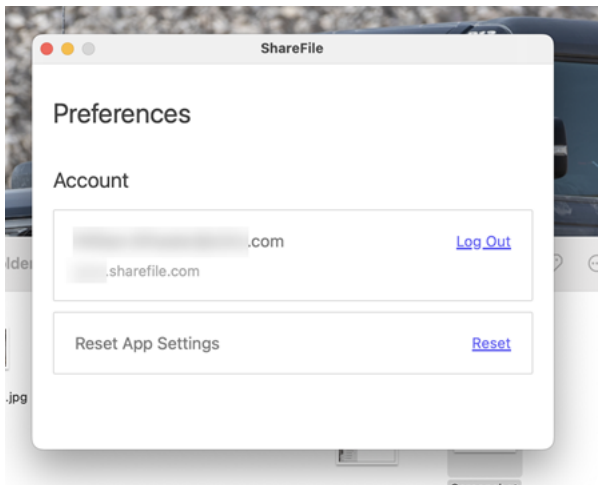 ShareFile
Preferences
Account
.com
Log Out
.sharefile.com
Reset App Settings
Reset
.jpg